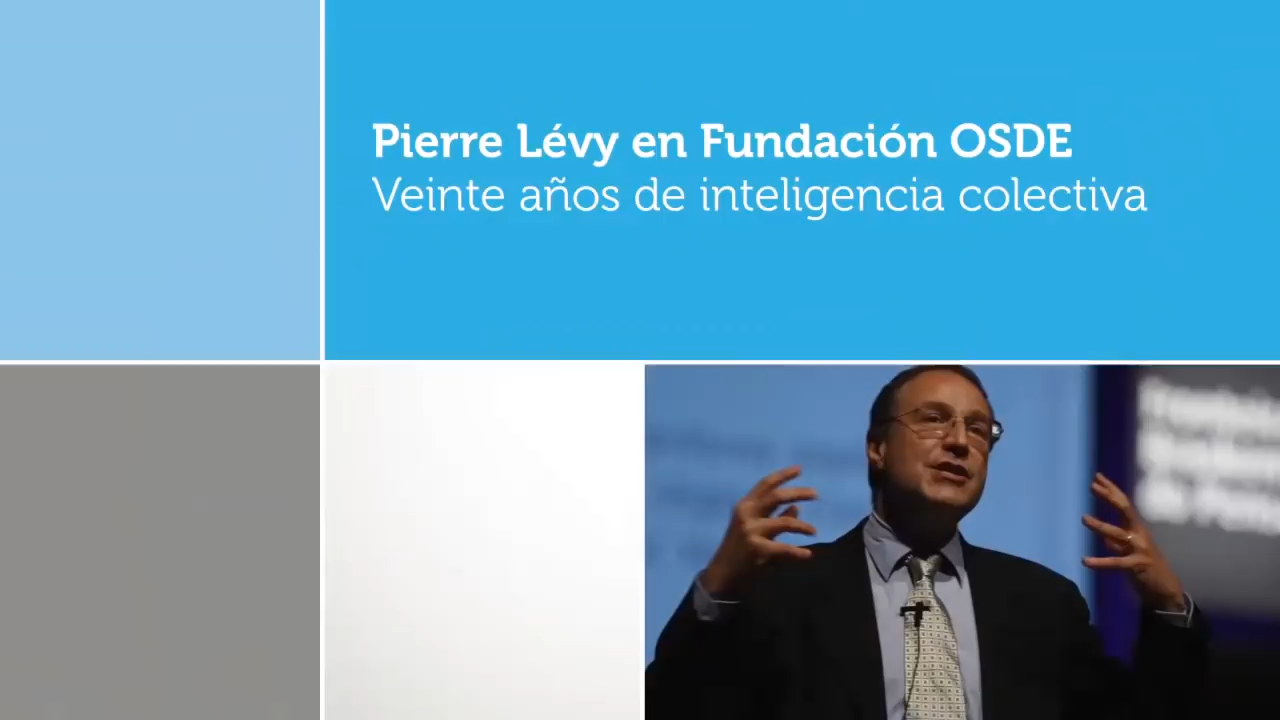 Pierre Lévy en Fundación OSDE
Veinte años de inteligencia colectiva